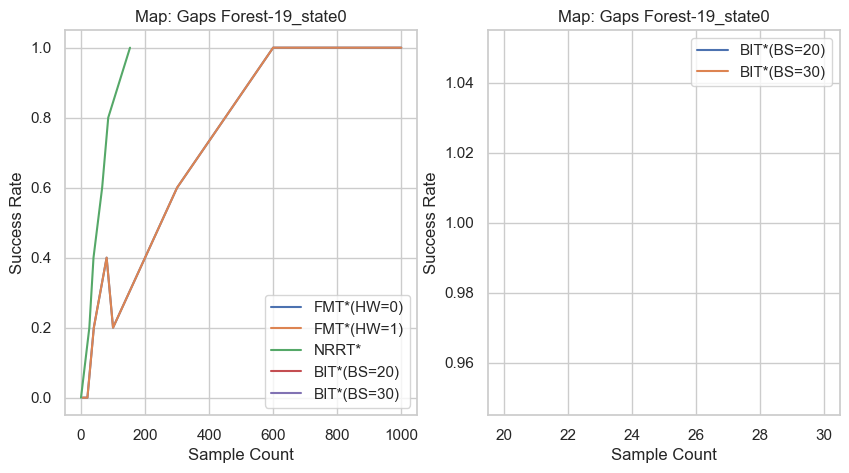 Map: Gaps Forest-19_state0
Success Rate
1.0
0.8
0.6
0.4
0.2
0.0
FMT*(HW=0)
FMT*(HW=1)
NRRT*
BIT*(BS=20)
BIT*(BS=30)
0 200 400 600 800 1000
Sample Count
Map: Gaps Forest-19_state0
Success Rate
1.04
1.02
1.00
0.98
0.96
BIT*(BS=20)
BIT*(BS=30)
20 22 24 26 28 30
Sample Count